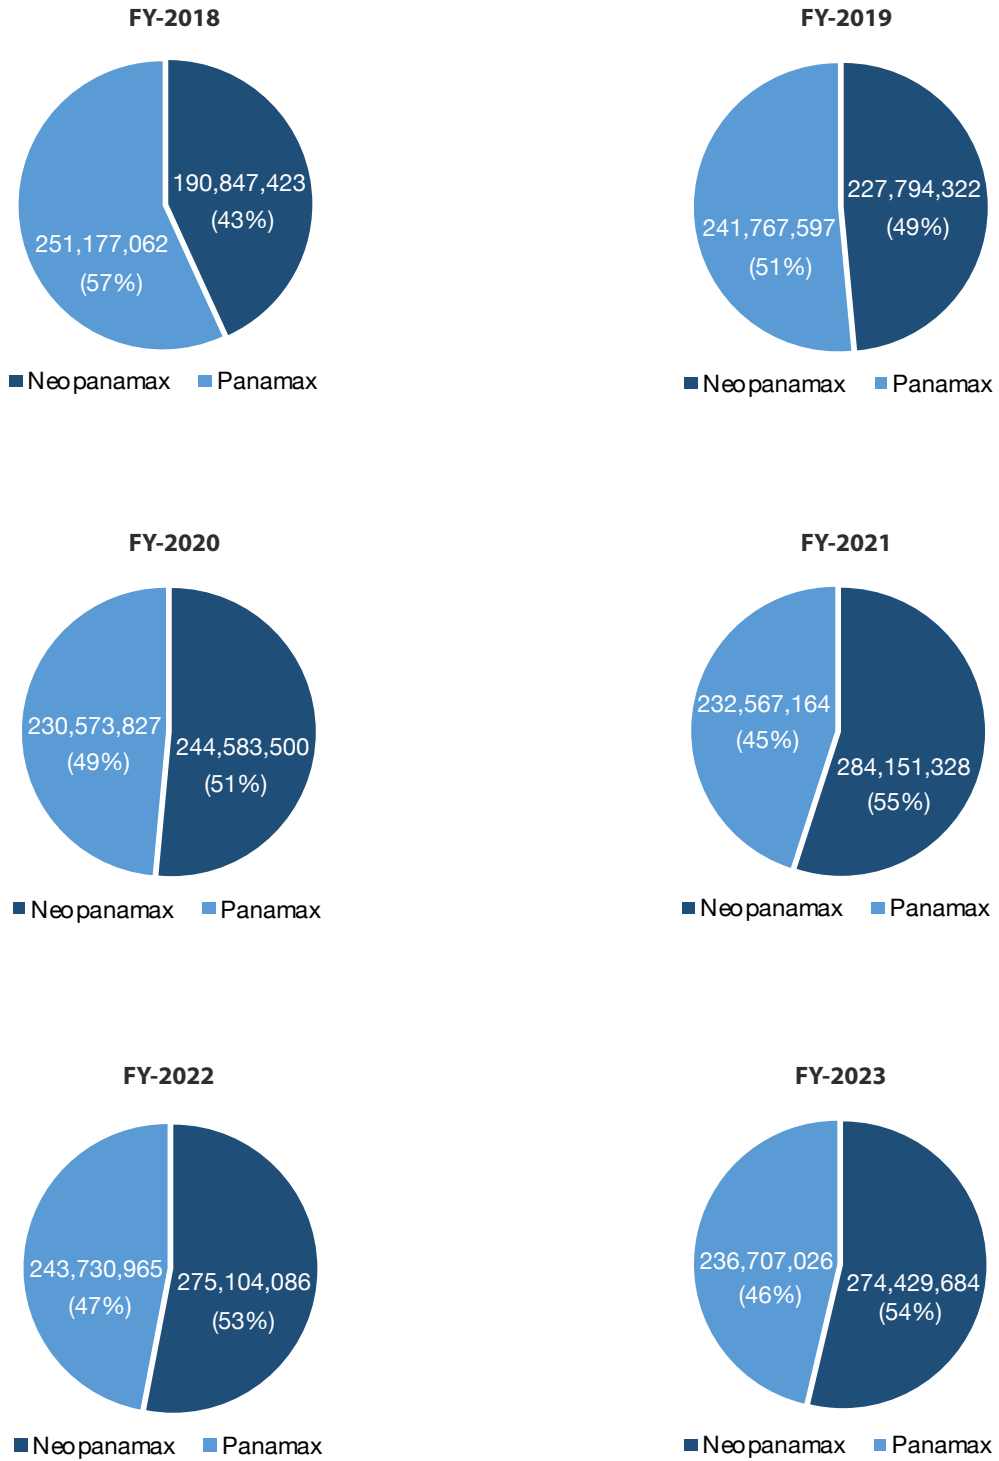 FY-2018
190,847,423
(43%)
251,177,062
(57%)
Neopanamax Panamax
FY-2019
227,794,322
(49%)
241,767,597
(51%)
Neopanamax Panamax
FY-2020
230,573,827
(49%)
244,583,500
(51%)
Neopanamax Panamax
FY-2021
232,567,164
(45%)
284,151,328
(55%)
Neopanamax Panamax
FY-2022
243,730,965
(47%)
275,104,086
(53%)
Neopanamax Panamax
FY-2023
236,707,026
(46%)
274,429,684
(54%)
Neopanamax Panamax